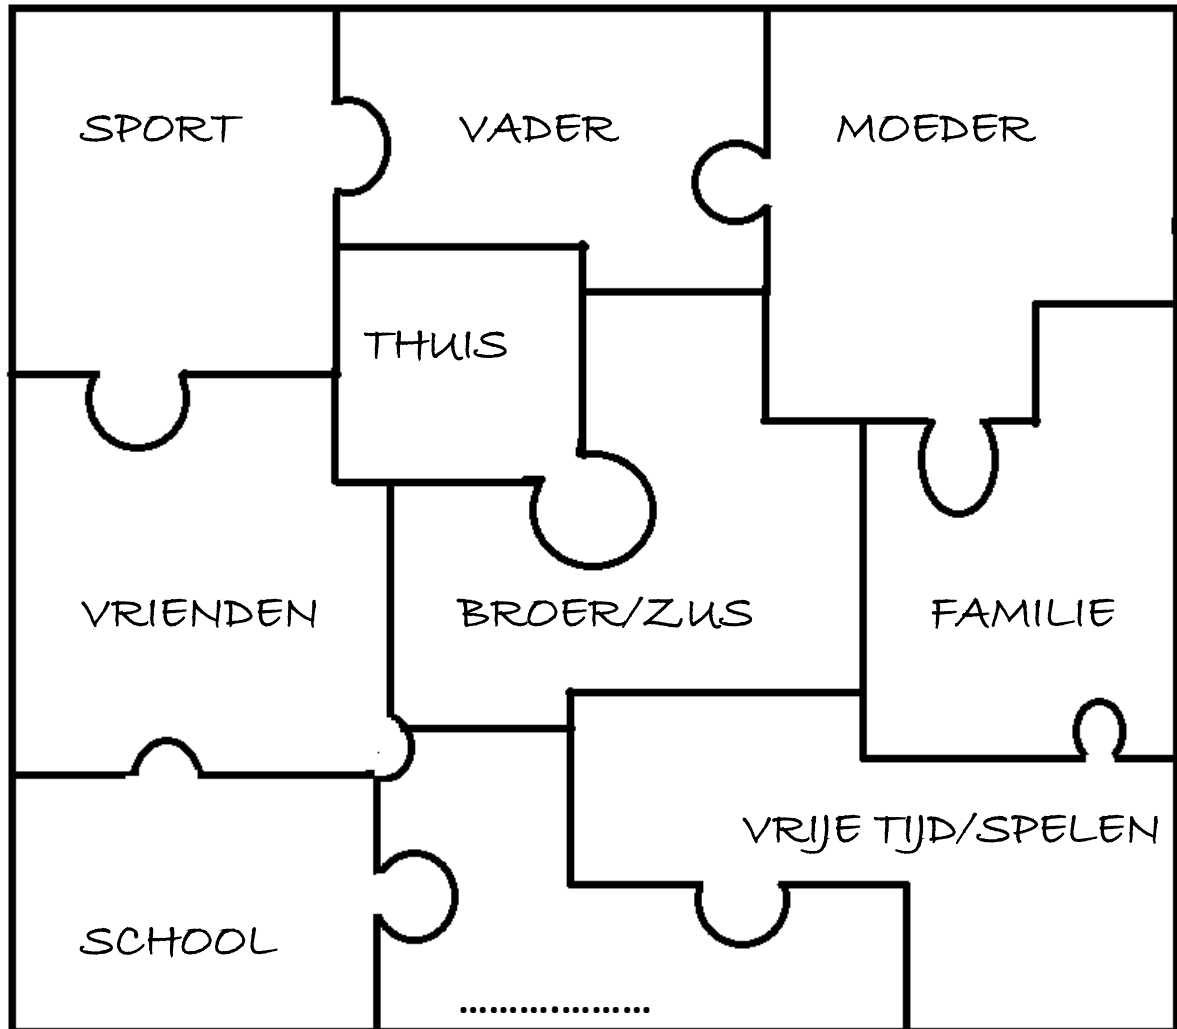 SPORT
VADER
MOEDER
THUIS
VRIENDEN
BROER/ZUS
FAMILIE
VRIJE TIJD/SPELEN
SCHOOL
...................